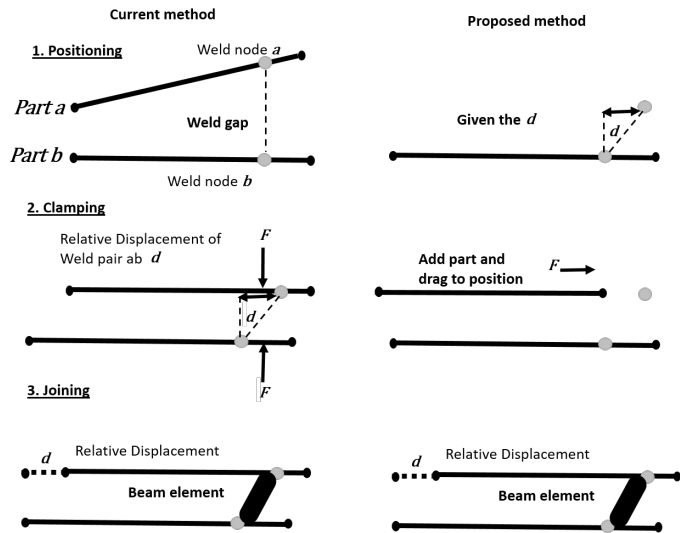 Current method
Proposed method
1. Positioning
Weld node a
Part a
Weld gap
Part b
Weld node b
Given the d
d
2. Clamping
Relative Displacement of
Weld pair ab d
F
d
F
Add part and
drag to position
F
3. Joining
d
Relative Displacement
Beam element
d
Relative Displacement
Beam element